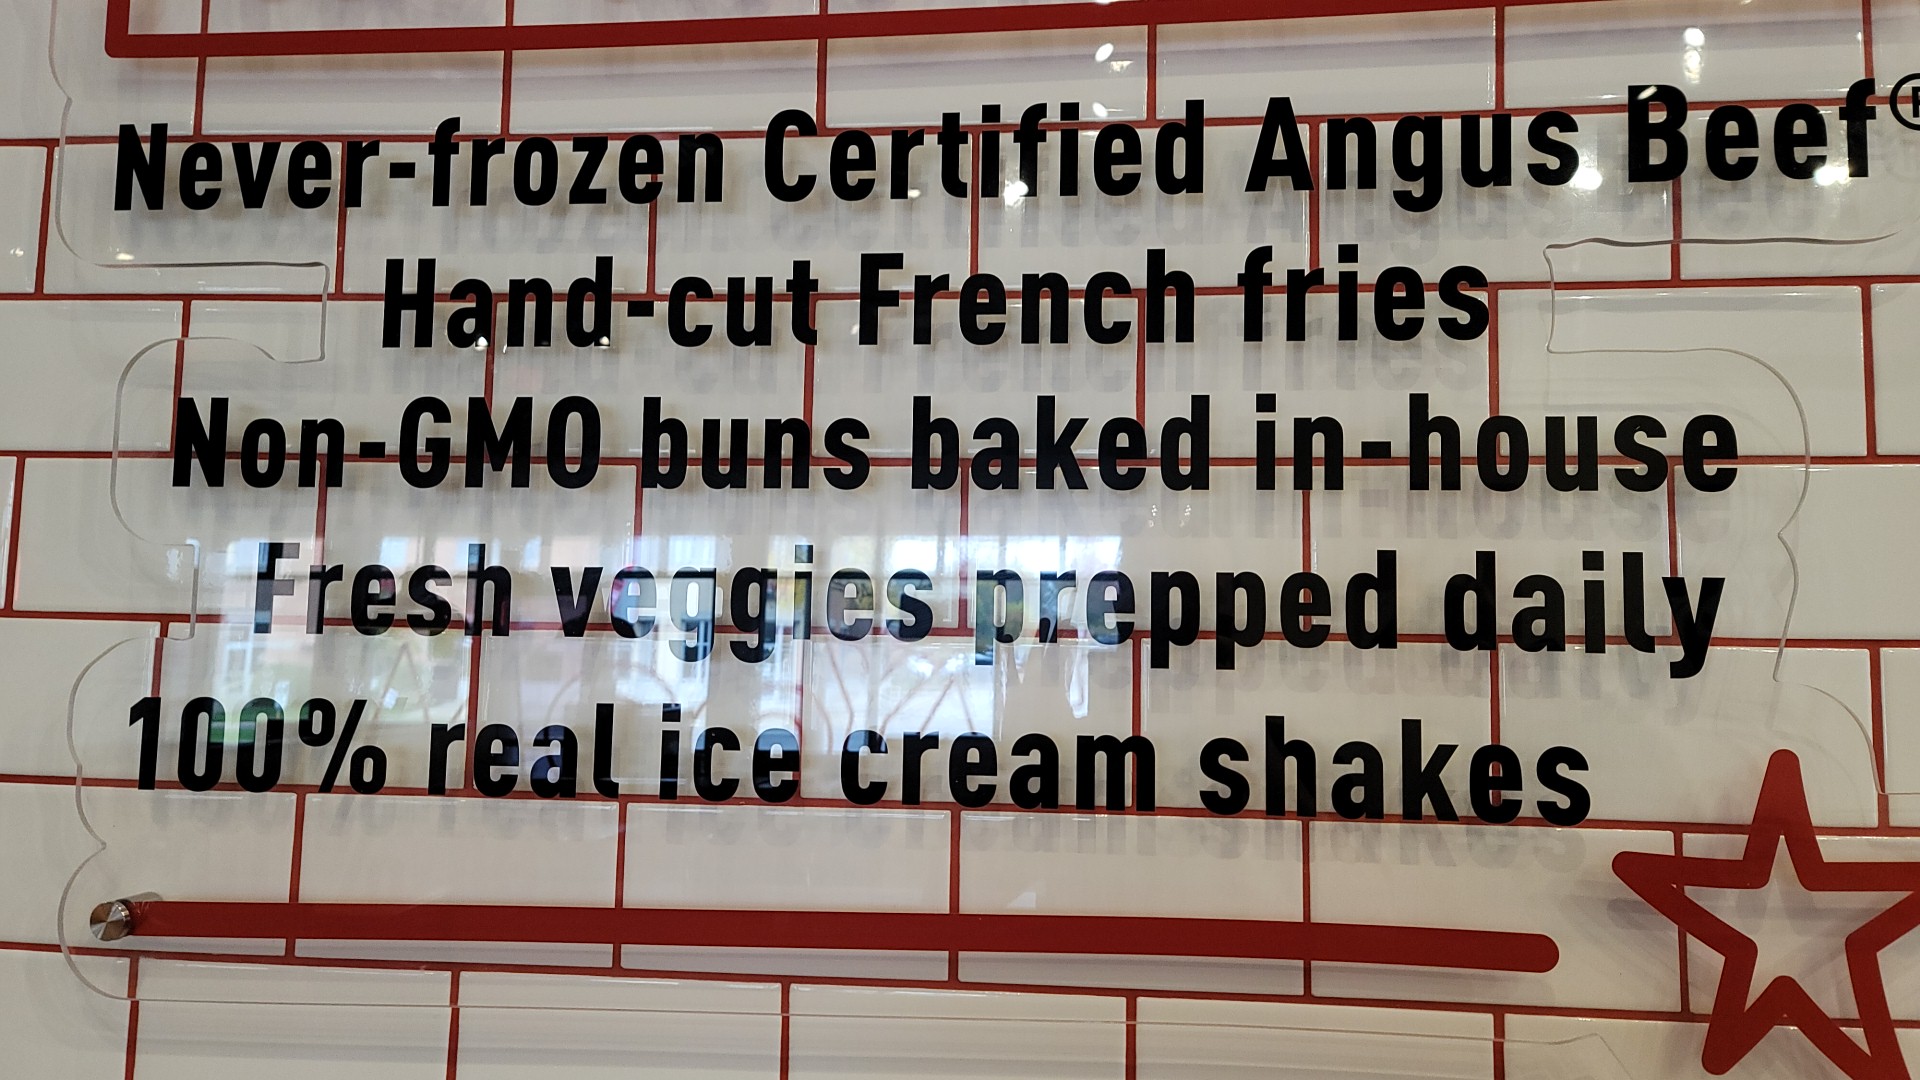 Never-frozen Certified Angus Beef®
Hand-cut French fries
Non-GMO buns baked in-house
Fresh veggies prepped daily
100% real ice cream shakes